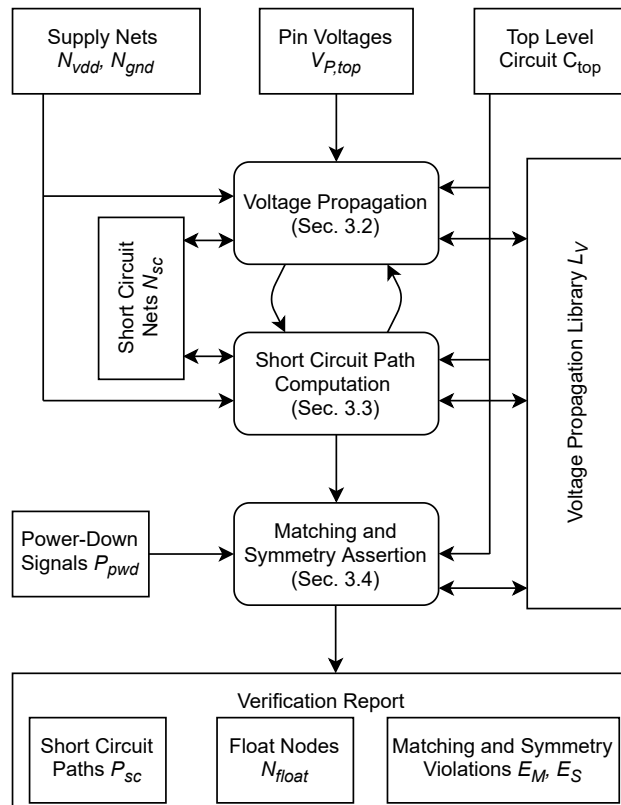 Supply Nets
N_vdd, N_gnd
Pin Voltages
V_P,top
Top Level
Circuit C_top
Voltage Propagation
(Sec. 3.2)
Short Circuit
Nets N_sc
Short Circuit Path
Computation
(Sec. 3.3)
Voltage Propagation Library L_V
Power-Down
Signals P_pwd
Matching and
Symmetry Assertion
(Sec. 3.4)
Verification Report
Short Circuit
Paths P_sc
Float Nodes
N_float
Matching and Symmetry
Violations E_M, E_S